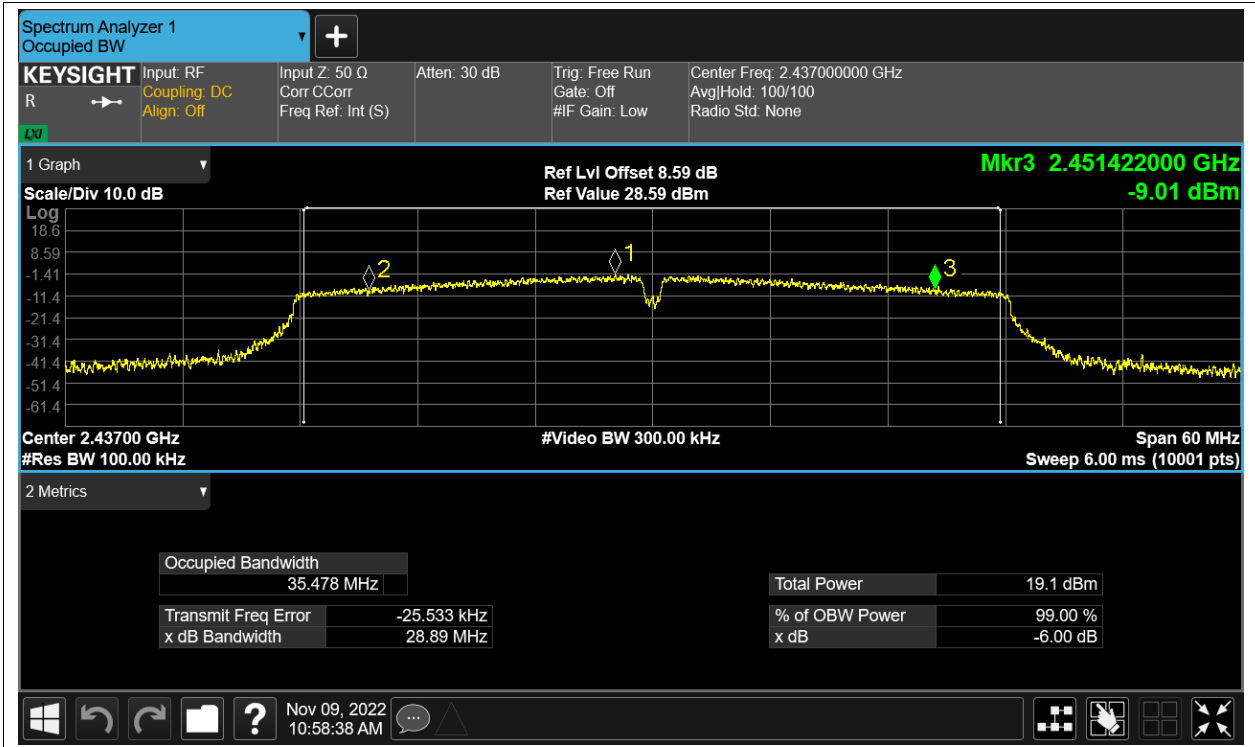 Spectrum Analyzer 1
Occupied BW
KEYSIGHT Input: RF Input Z: 50 Ω Atten: 30 dB Trig: Free Run Center Freq: 2.437000000 GHz
R Coupling: DC Corr CCorr Gate: Off Avg|Hold: 100/100
Align: Off Freq Ref: Int (S) #IF Gain: Low Radio Std: None
LXI
1 Graph Ref Lvl Offset 8.59 dB Mkr3 2.451422000 GHz
Scale/Div 10.0 dB Ref Value 28.59 dBm -9.01 dBm
Log
18.6
8.59 1
-1.41 2 3
-11.4
-21.4
-31.4
-41.4
-51.4
-61.4
Center 2.43700 GHz #Video BW 300.00 kHz Span 60 MHz
#Res BW 100.00 kHz Sweep 6.00 ms (10001 pts)
2 Metrics
Occupied Bandwidth
35.478 MHz Total Power 19.1 dBm
Transmit Freq Error -25.533 kHz % of OBW Power 99.00 %
x dB Bandwidth 28.89 MHz x dB -6.00 dB
? Nov 09, 2022
10:58:38 AM